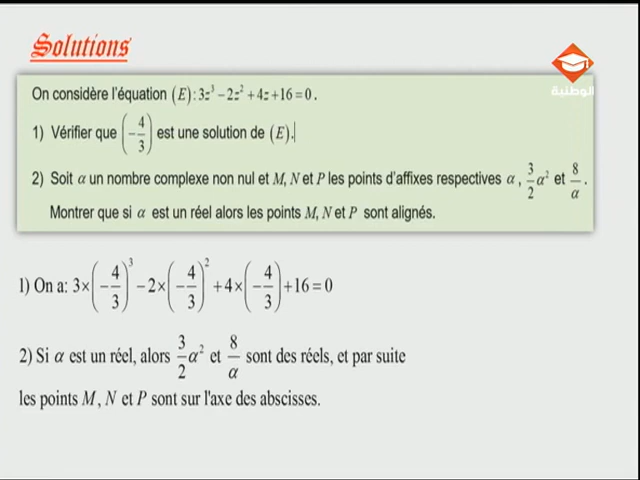 Solutions
الوطنية
On considère l'équation (E): 3z³ – 2z² + 4z + 16 = 0.
1) Vérifier que (–4/3) est une solution de (E).
2) Soit α un nombre complexe non nul et M, N et P les points d'affixes respectives α, 3/2 α² et 8/α.
Montrer que si α est un réel alors les points M, N et P sont alignés.
1) On a: 3×(–4/3)³ – 2×(–4/3)² + 4×(–4/3) + 16 = 0
2) Si α est un réel, alors 3/2 α² et 8/α sont des réels, et par suite
les points M, N et P sont sur l'axe des abscisses.